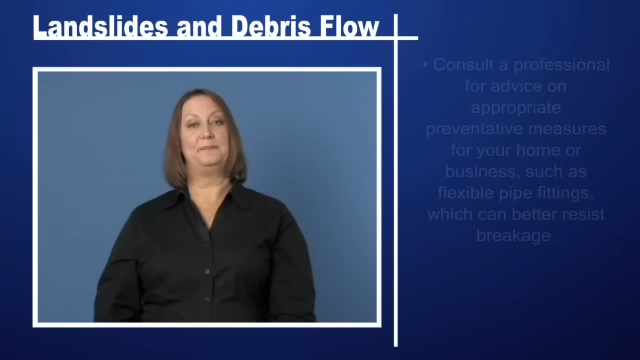 Landslides and Debris Flow
• Consult a professional
for advice on
appropriate
preventative measures
for your home or
business, such as
flexible pipe fittings,
which can better resist
breakage.